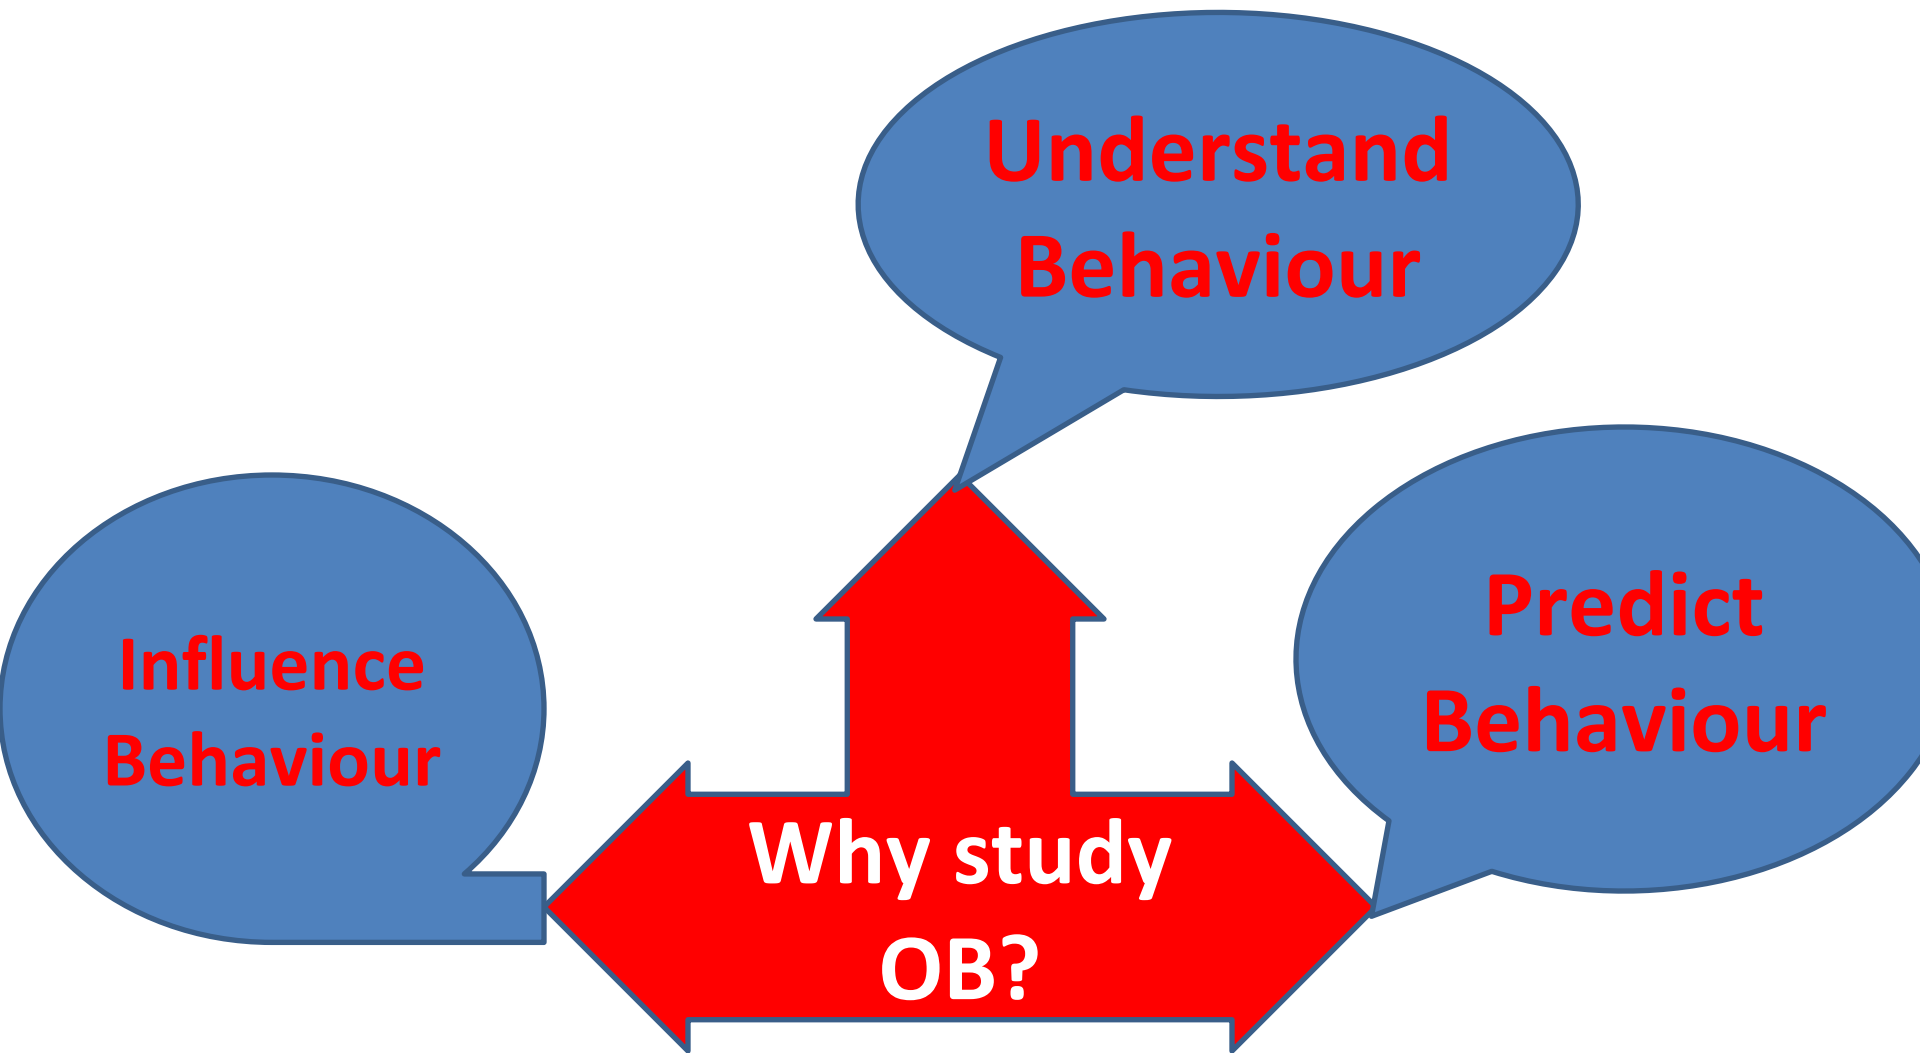 Understand
Behaviour
Influence
Behaviour
Predict
Behaviour
Why study
OB?